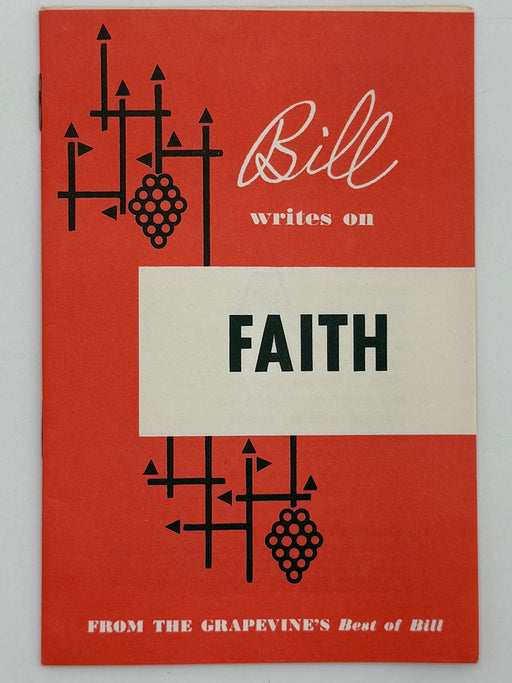 Bill
writes on
FAITH
FROM THE GRAPEVINE'S Best of Bill